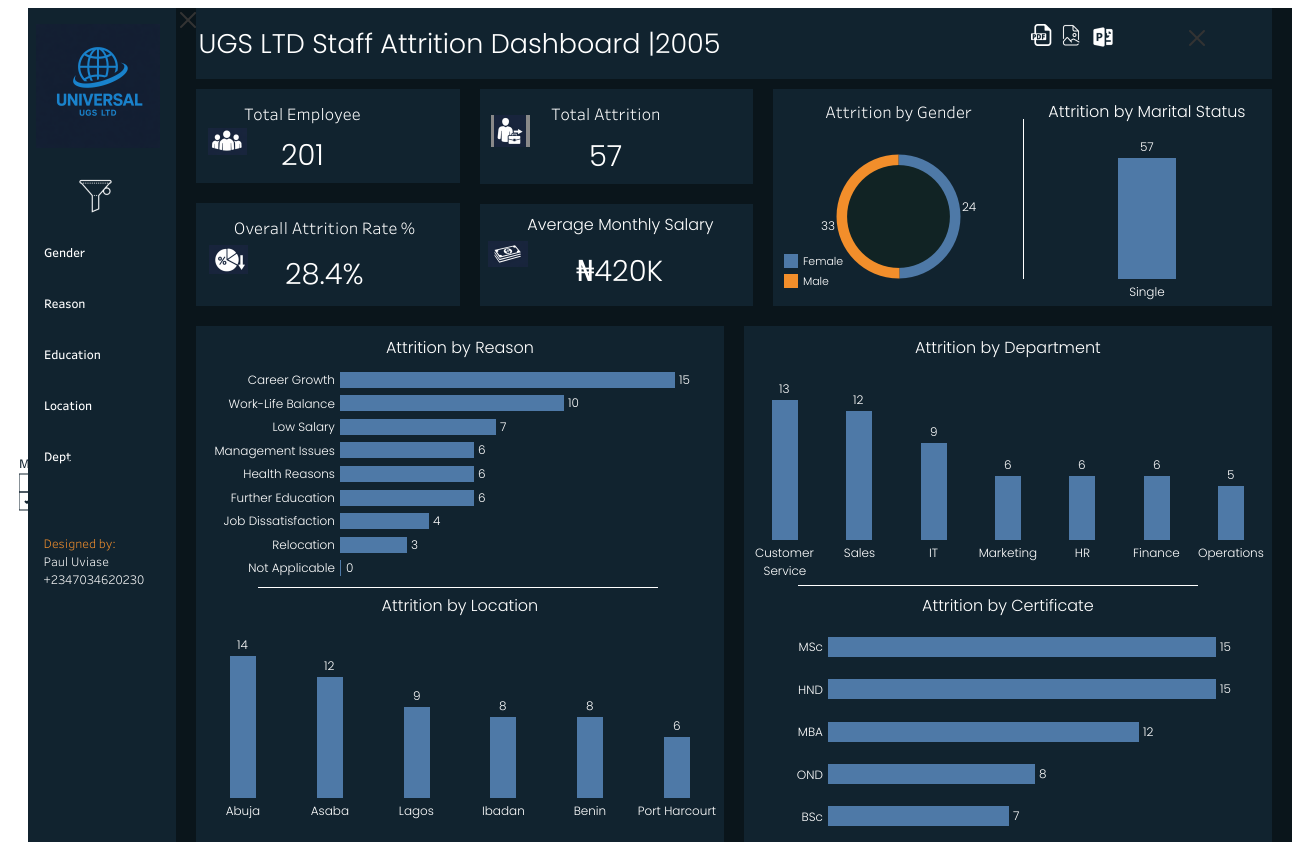 UGS LTD Staff Attrition Dashboard |2005
UNIVERSAL
UGS LTD
Gender
Reason
Education
Location
Dept
M
Designed by:
Paul Uviase
+2347034620230
Total Employee
201
Total Attrition
57
Overall Attrition Rate %
28.4%
Average Monthly Salary
₦420K
Attrition by Gender
24
33
Female
Male
Attrition by Marital Status
57
Single
Attrition by Reason
Career Growth 15
Work-Life Balance 10
Low Salary 7
Management Issues 6
Health Reasons 6
Further Education 6
Job Dissatisfaction 4
Relocation 3
Not Applicable 0
Attrition by Department
13 12 9 6 6 6 5
Customer Service Sales IT Marketing HR Finance Operations
Attrition by Location
14 12 9 8 8 6
Abuja Asaba Lagos Ibadan Benin Port Harcourt
Attrition by Certificate
MSc 15
HND 15
MBA 12
OND 8
BSc 7
PDF
P